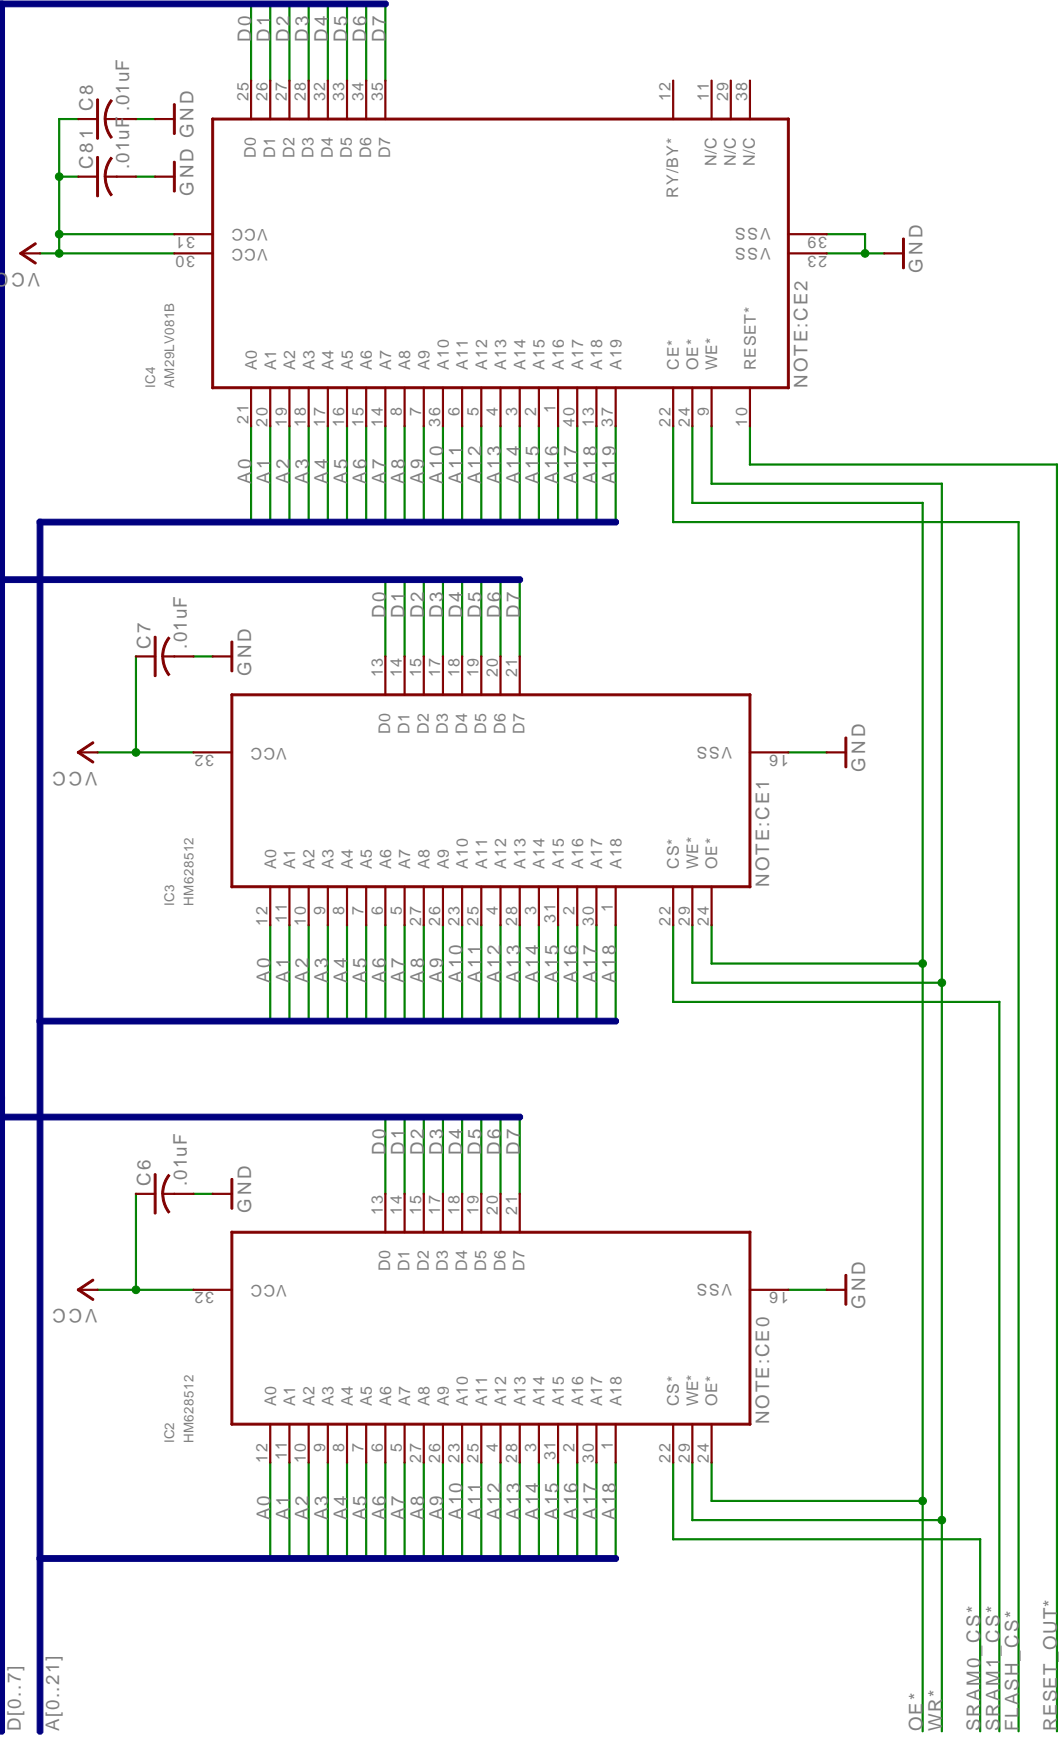 D[0..7]
A[0..21]
VCC
C6
.01uF
GND
IC2
HM628512
VCC
32
A0 12 A0 D0 13 D0
A1 11 A1 D1 14 D1
A2 10 A2 D2 15 D2
A3 9 A3 D3 17 D3
A4 8 A4 D4 18 D4
A5 7 A5 D5 19 D5
A6 6 A6 D6 20 D6
A7 5 A7 D7 21 D7
A8 27 A8
A9 26 A9
A10 23 A10
A11 25 A11
A12 4 A12
A13 28 A13
A14 3 A14
A15 31 A15
A16 2 A16
A17 30 A17
A18 1 A18
22 CS*
29 WE*
24 OE*
VSS
16
NOTE:CE0
GND
VCC
C7
.01uF
GND
IC3
HM628512
VCC
32
A0 12 A0 D0 13 D0
A1 11 A1 D1 14 D1
A2 10 A2 D2 15 D2
A3 9 A3 D3 17 D3
A4 8 A4 D4 18 D4
A5 7 A5 D5 19 D5
A6 6 A6 D6 20 D6
A7 5 A7 D7 21 D7
A8 27 A8
A9 26 A9
A10 23 A10
A11 25 A11
A12 4 A12
A13 28 A13
A14 3 A14
A15 31 A15
A16 2 A16
A17 30 A17
A18 1 A18
22 CS*
29 WE*
24 OE*
VSS
16
NOTE:CE1
GND
VCC
C81 C8
.01uF .01uF
GND GND
IC4
AM29LV081B
VCC VCC
30 31
A0 21 A0 D0 25 D0
A1 20 A1 D1 26 D1
A2 19 A2 D2 27 D2
A3 18 A3 D3 28 D3
A4 17 A4 D4 32 D4
A5 16 A5 D5 33 D5
A6 15 A6 D6 34 D6
A7 14 A7 D7 35 D7
A8 8 A8
A9 7 A9
A10 36 A10
A11 6 A11
A12 5 A12
A13 4 A13
A14 3 A14
A15 2 A15
A16 1 A16
A17 40 A17
A18 13 A18
A19 37 A19
22 CE* RY/BY* 12
24 OE*
9 WE* N/C 11
N/C 29
10 RESET* N/C 38
VSS VSS
23 39
NOTE:CE2
GND
OE*
WR*
SRAM0_CS*
SRAM1_CS*
FLASH_CS*
RESET_OUT*